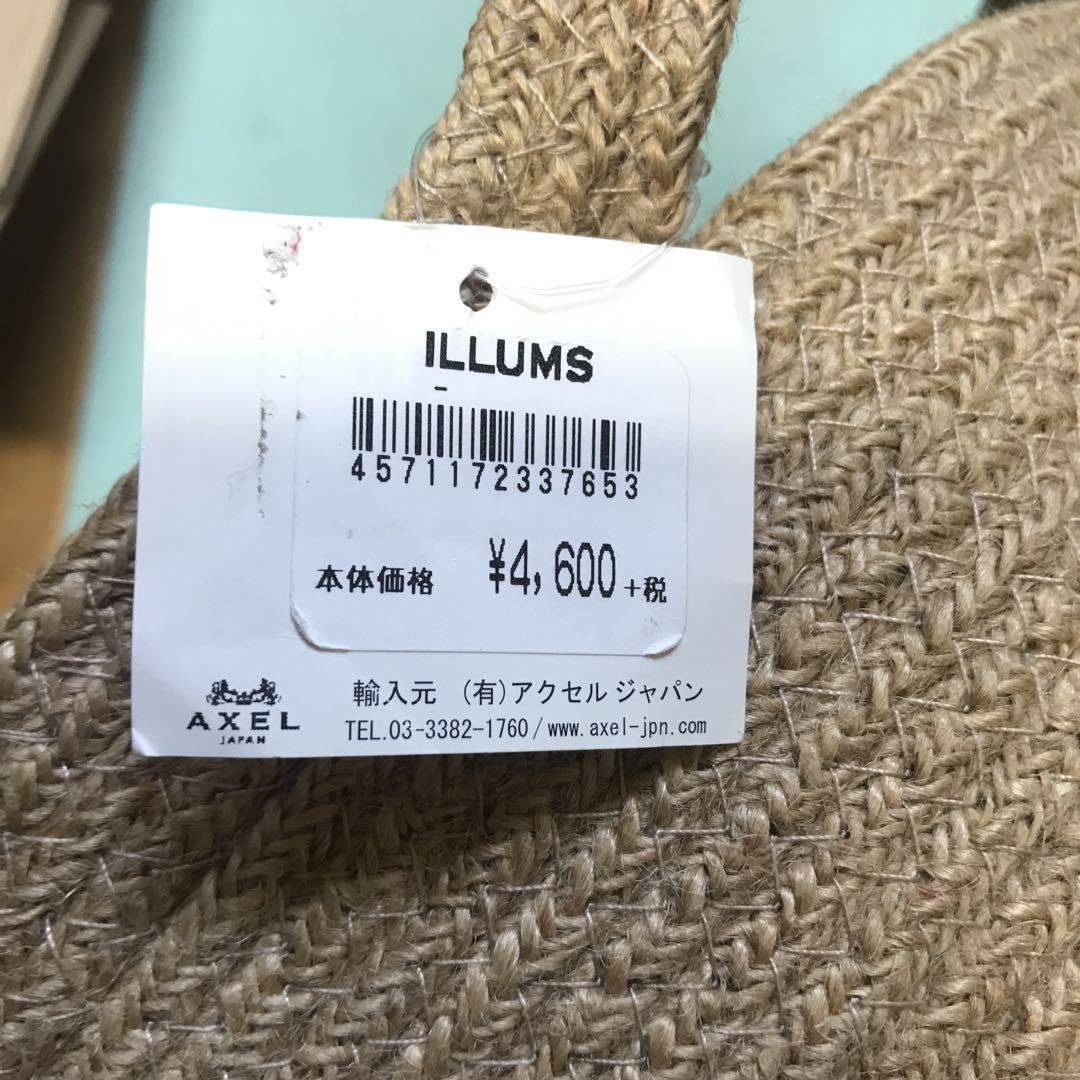 ILLUMS
-
4571172337653
本体価格 ¥4,600+税
AXEL
JAPAN
輸入元 (有)アクセルジャパン
TEL.03-3382-1760/www.axel-jpn.com